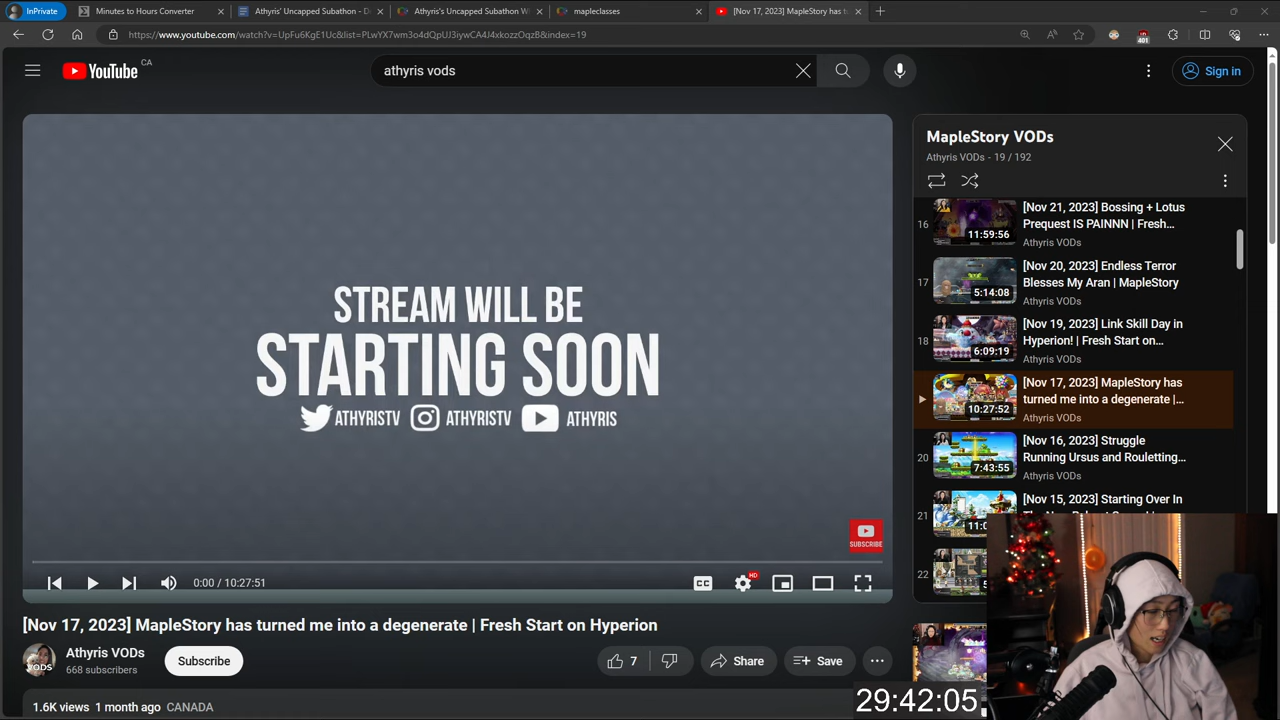 InPrivate
Minutes to Hours Converter
Athyris' Uncapped Subathon - D
Athyris's Uncapped Subathon W
mapleclasses
[Nov 17, 2023] MapleStory has t
https://www.youtube.com/watch?v=UpFu6KgE1Uc&list=PLwYX7wm3o4dQpUJ3iywCA4J4xkozzOqzB&index=19
401
YouTube CA
athyris vods
Sign in
STREAM WILL BE
STARTING SOON
ATHYRISTV ATHYRISTV ATHYRIS
SUBSCRIBE
CC
HD
0:00 / 10:27:51
[Nov 17, 2023] MapleStory has turned me into a degenerate | Fresh Start on Hyperion
Athyris VODs
668 subscribers
VODS
Subscribe
7
Share
Save
1.6K views 1 month ago CANADA
MapleStory VODs
Athyris VODs - 19 / 192
16
11:59:56
[Nov 21, 2023] Bossing + Lotus
Prequest IS PAINNN | Fresh...
Athyris VODs
17
5:14:08
[Nov 20, 2023] Endless Terror
Blesses My Aran | MapleStory
Athyris VODs
18
6:09:19
[Nov 19, 2023] Link Skill Day in
Hyperion! | Fresh Start on...
Athyris VODs
10:27:52
[Nov 17, 2023] MapleStory has
turned me into a degenerate |...
Athyris VODs
20
7:43:55
[Nov 16, 2023] Struggle
Running Ursus and Rouletting...
Athyris VODs
21
[Nov 15, 2023] Starting Over In
22
29:42:05